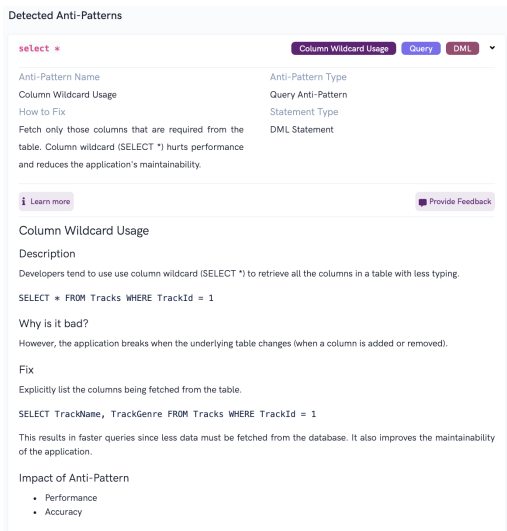 Detected Anti-Patterns
select *
Column Wildcard Usage Query DML
Anti-Pattern Name Anti-Pattern Type
Column Wildcard Usage Query Anti-Pattern
How to Fix Statement Type
Fetch only those columns that are required from the DML Statement
table. Column wildcard (SELECT *) hurts performance
and reduces the application's maintainability.
i Learn more Provide Feedback
Column Wildcard Usage
Description
Developers tend to use use column wildcard (SELECT *) to retrieve all the columns in a table with less typing.
SELECT * FROM Tracks WHERE TrackId = 1
Why is it bad?
However, the application breaks when the underlying table changes (when a column is added or removed).
Fix
Explicitly list the columns being fetched from the table.
SELECT TrackName, TrackGenre FROM Tracks WHERE TrackId = 1
This results in faster queries since less data must be fetched from the database. It also improves the maintainability
of the application.
Impact of Anti-Pattern
• Performance
• Accuracy